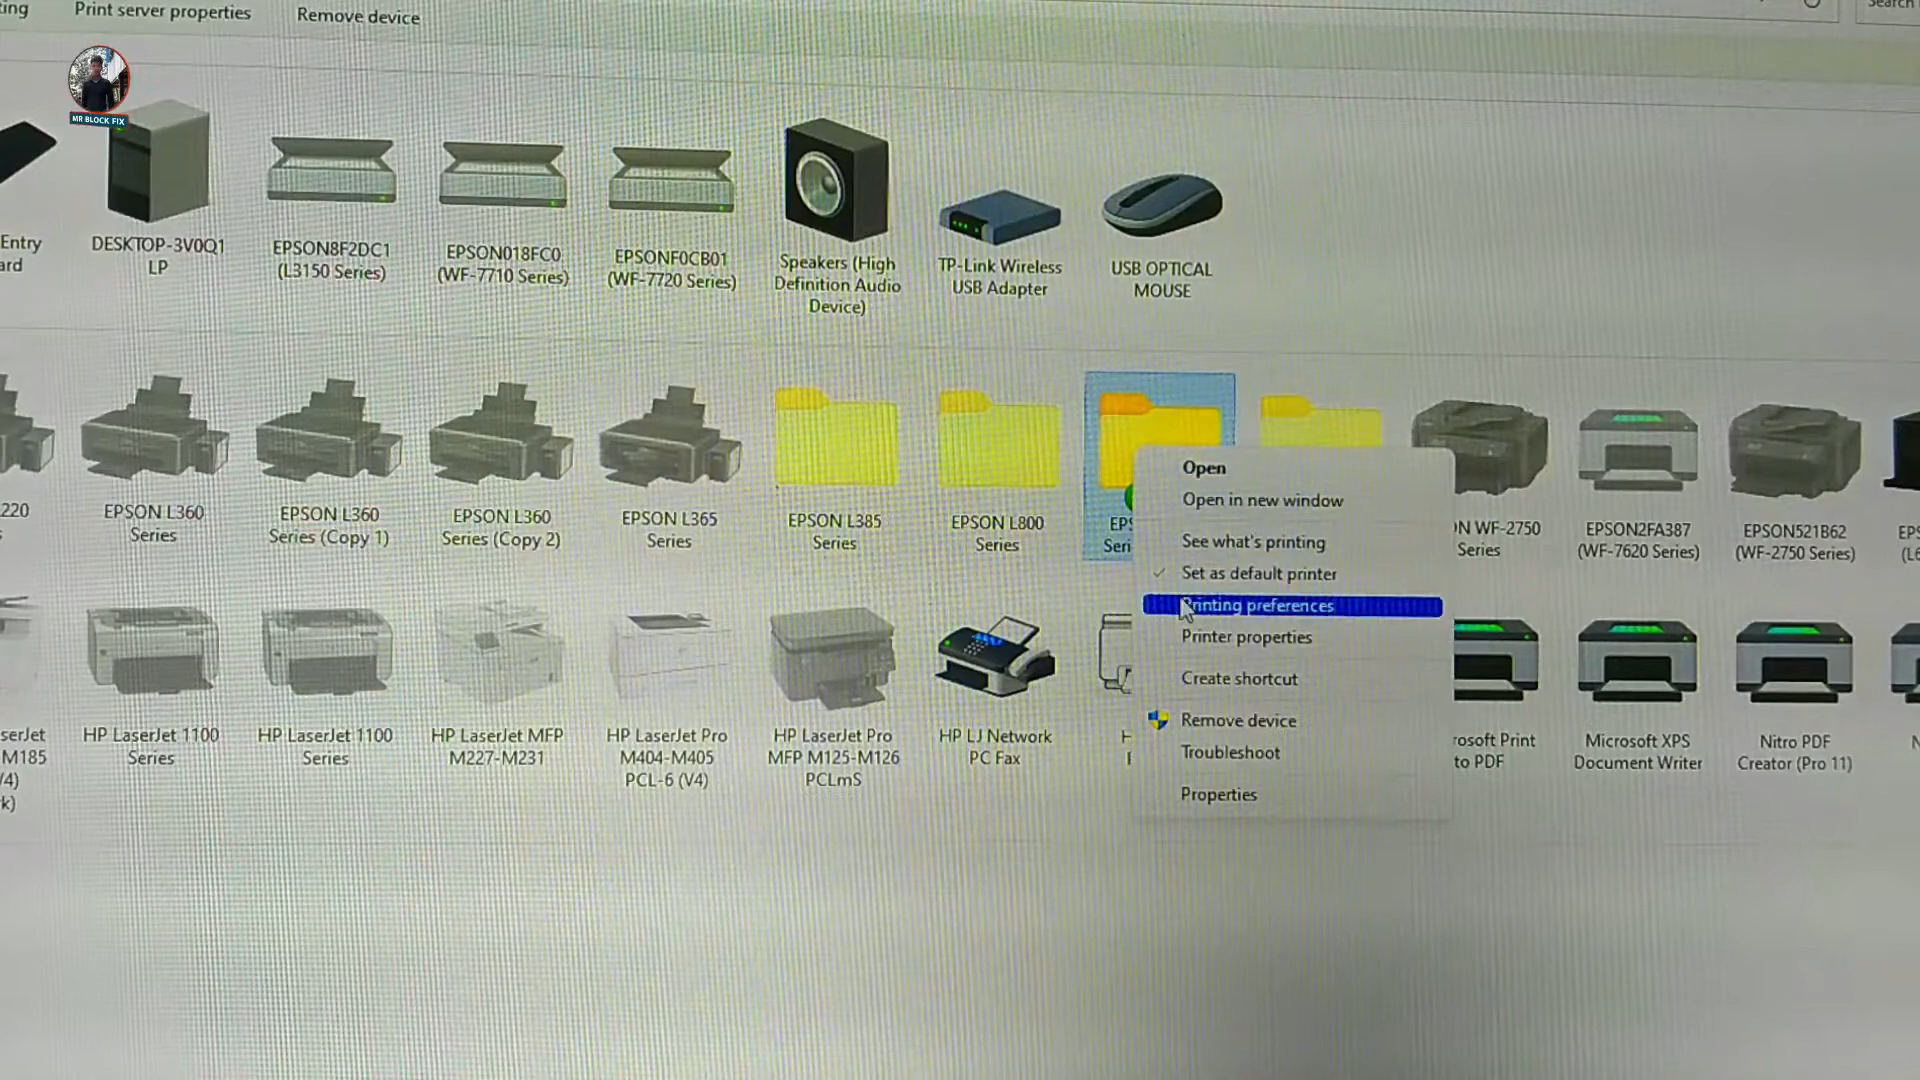 Print server properties
Remove device
MR BLOCK FIX
Entry
DESKTOP-3V0Q1
LP
EPSON8F2DC1
(L3150 Series)
EPSON018FC0
(WF-7710 Series)
EPSONF0CB01
(WF-7720 Series)
Speakers (High
Definition Audio
Device)
TP-Link Wireless
USB Adapter
USB OPTICAL
MOUSE
EPSON L360
Series
EPSON L360
Series (Copy 1)
EPSON L360
Series (Copy 2)
EPSON L365
Series
EPSON L385
Series
EPSON L800
Series
WF-2750
Series
EPSON2FA387
(WF-7620 Series)
EPSON521B62
(WF-2750 Series)
Open
Open in new window
See what's printing
Set as default printer
Printing preferences
Printer properties
Create shortcut
Remove device
Troubleshoot
Properties
M185
HP LaserJet 1100
Series
HP LaserJet 1100
Series
HP LaserJet MFP
M227-M231
HP LaserJet Pro
M404-M405
PCL-6 (V4)
HP LaserJet Pro
MFP M125-M126
PCLmS
HP LJ Network
PC Fax
Print
to PDF
Microsoft XPS
Document Writer
Nitro PDF
Creator (Pro 11)